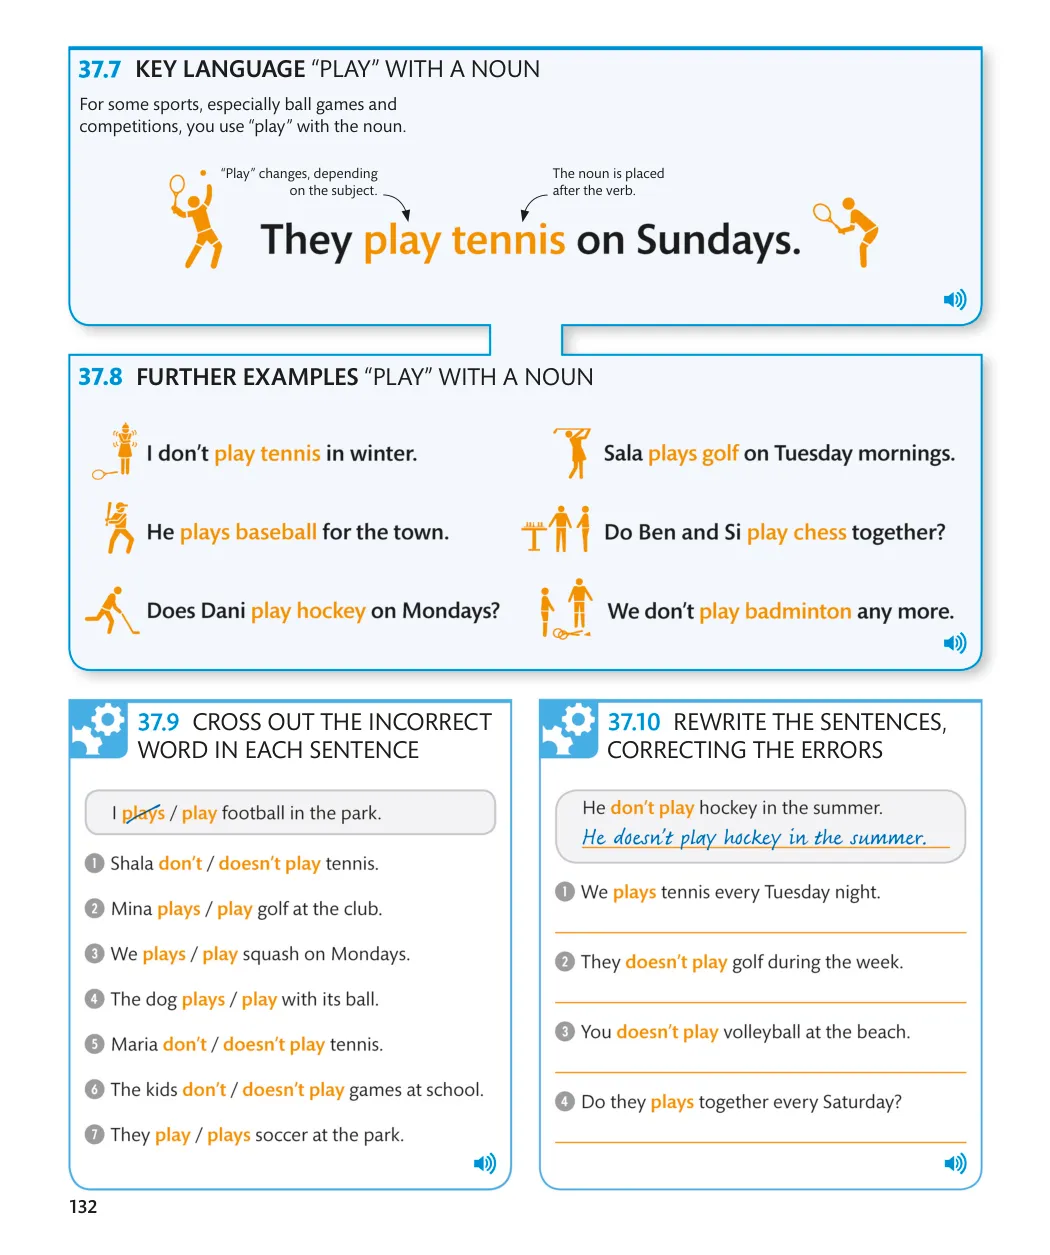 37.7 KEY LANGUAGE “PLAY” WITH A NOUN
For some sports, especially ball games and
competitions, you use “play” with the noun.
“Play” changes, depending
on the subject.
The noun is placed
after the verb.
They play tennis on Sundays.
37.8 FURTHER EXAMPLES “PLAY” WITH A NOUN
I don’t play tennis in winter.
Sala plays golf on Tuesday mornings.
He plays baseball for the town.
Do Ben and Si play chess together?
Does Dani play hockey on Mondays?
We don’t play badminton any more.
37.9 CROSS OUT THE INCORRECT
WORD IN EACH SENTENCE
I plays / play football in the park.
1 Shala don’t / doesn’t play tennis.
2 Mina plays / play golf at the club.
3 We plays / play squash on Mondays.
4 The dog plays / play with its ball.
5 Maria don’t / doesn’t play tennis.
6 The kids don’t / doesn’t play games at school.
7 They play / plays soccer at the park.
37.10 REWRITE THE SENTENCES,
CORRECTING THE ERRORS
He don’t play hockey in the summer.
He doesn’t play hockey in the summer.
1 We plays tennis every Tuesday night.
2 They doesn’t play golf during the week.
3 You doesn’t play volleyball at the beach.
4 Do they plays together every Saturday?
132